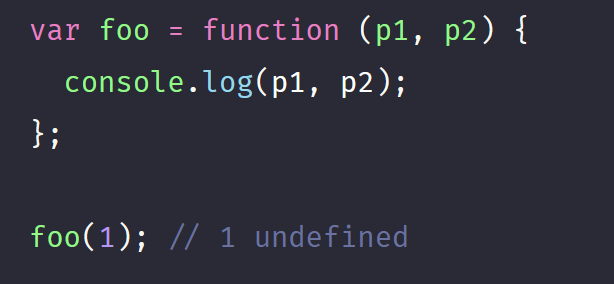 var foo = function (p1, p2) {
  console.log(p1, p2);
};

foo(1); // 1 undefined